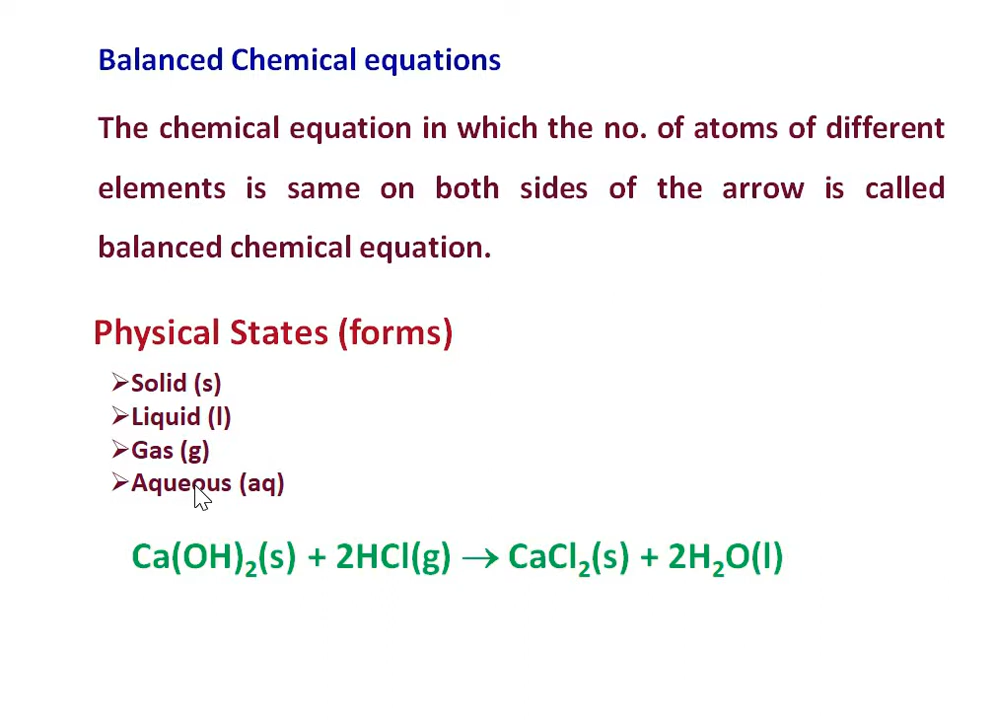 Balanced Chemical equations
The chemical equation in which the no. of atoms of different
elements is same on both sides of the arrow is called
balanced chemical equation.
Physical States (forms)
➢Solid (s)
➢Liquid (l)
➢Gas (g)
➢Aqueous (aq)
Ca(OH)₂(s) + 2HCl(g) → CaCl₂(s) + 2H₂O(l)